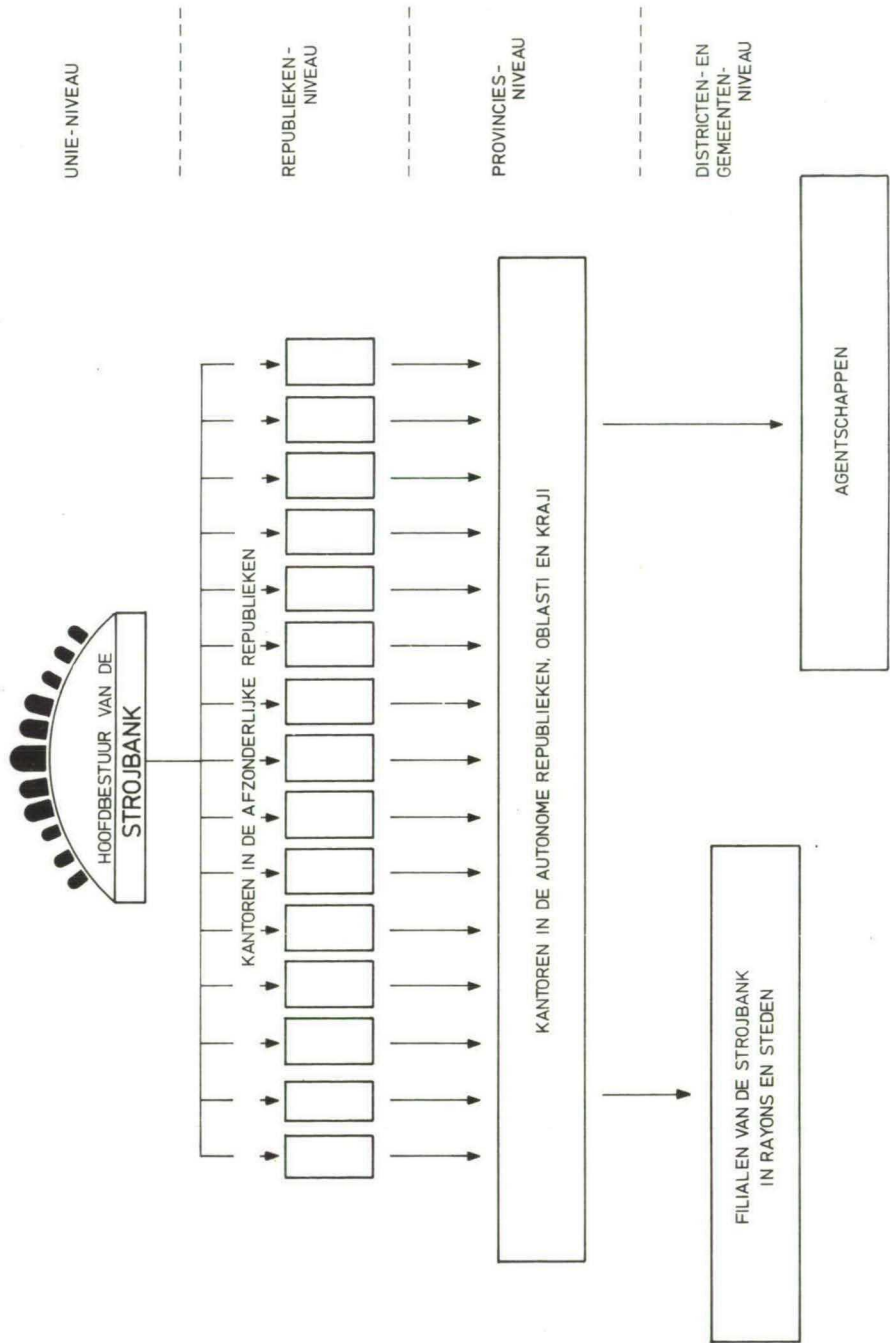 UNIE-NIVEAU
HOOFDBESTUUR VAN DE
STROJBANK
REPUBLIEKEN-
NIVEAU
KANTOREN IN DE AFZONDERLIJKE REPUBLIEKEN
PROVINCIES-
NIVEAU
KANTOREN IN DE AUTONOME REPUBLIEKEN, OBLASTI EN KRAJI
DISTRICTEN- EN
GEMEENTEN-
NIVEAU
FILIALEN VAN DE STROJBANK
IN RAYONS EN STEDEN
AGENTSCHAPPEN